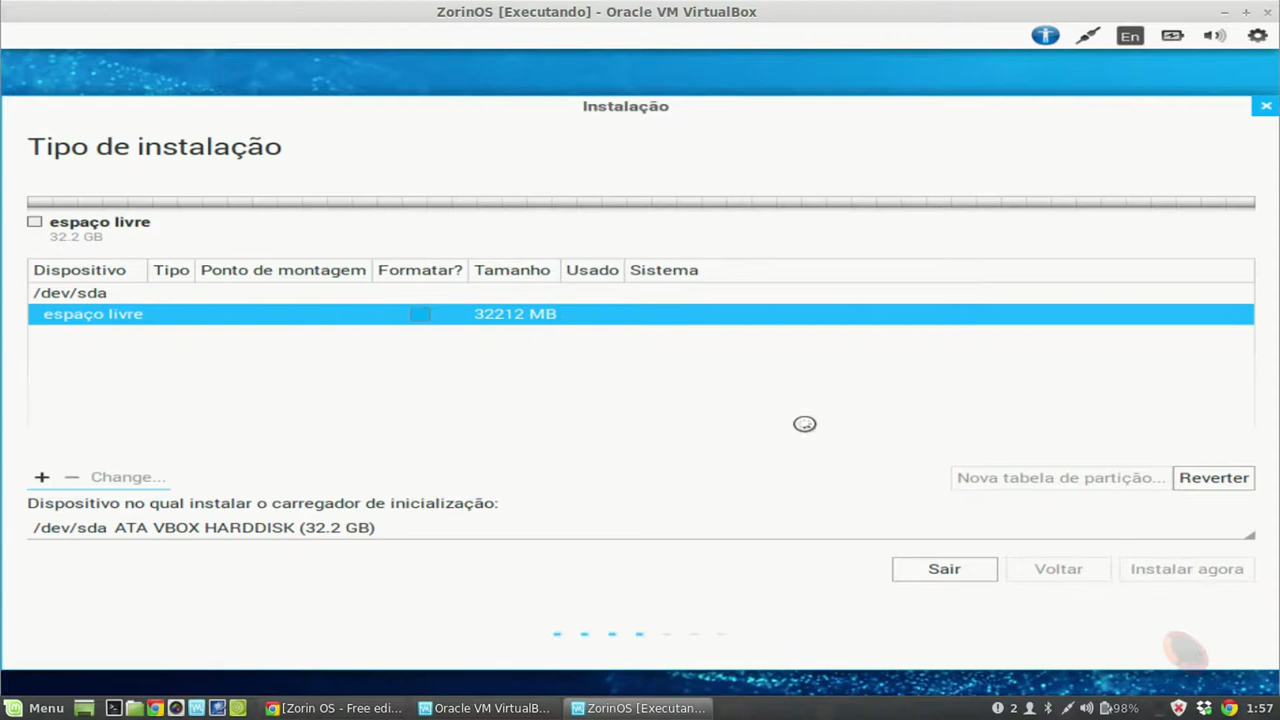 ZorinOS [Executando] - Oracle VM VirtualBox
En
Instalação
Tipo de instalação
espaço livre
32.2 GB
Dispositivo Tipo Ponto de montagem Formatar? Tamanho Usado Sistema
/dev/sda
espaço livre 32212 MB
+ − Change... Nova tabela de partição... Reverter
Dispositivo no qual instalar o carregador de inicialização:
/dev/sda ATA VBOX HARDDISK (32.2 GB)
Sair Voltar Instalar agora
Menu [Zorin OS - Free edi... Oracle VM VirtualB... ZorinOS [Executan... 2 98% 1:57